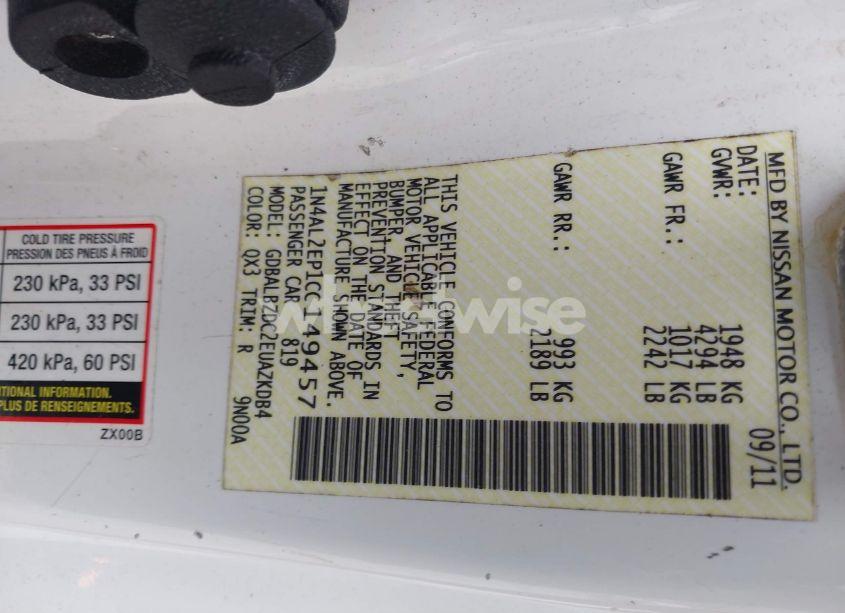 MFD BY NISSAN MOTOR CO., LTD.
DATE: 09/11
GVWR: 1948 KG
4294 LB
GAWR FR.: 1017 KG
2242 LB
GAWR RR.: 993 KG
2189 LB
THIS VEHICLE CONFORMS TO
ALL APPLICABLE FEDERAL
MOTOR VEHICLE SAFETY,
BUMPER, AND THEFT
PREVENTION STANDARDS IN
EFFECT ON THE DATE OF
MANUFACTURE SHOWN ABOVE.
1N4AL2EP1CC149457
PASSENGER CAR 819
MODEL: GDBALBZDC2EUAZKDB4
COLOR: QX3 TRIM: R 9N00A
COLD TIRE PRESSURE
PRESSION DES PNEUS À FROID
230 kPa, 33 PSI
230 kPa, 33 PSI
420 kPa, 60 PSI
INFORMATION.
PLUS DE RENSEIGNEMENTS.
ZX00B